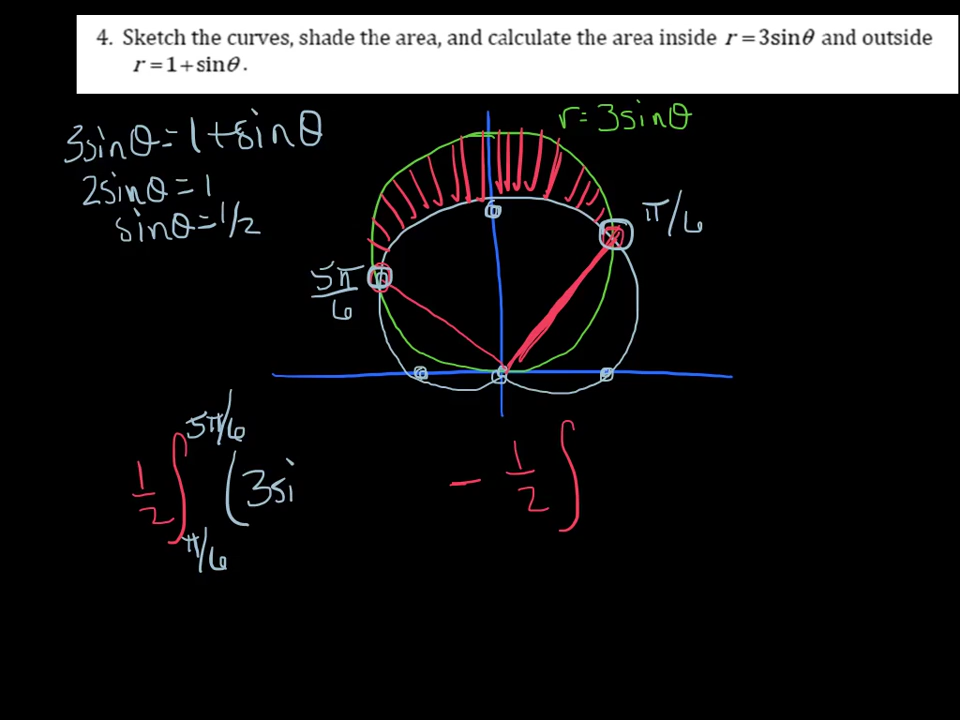 4. Sketch the curves, shade the area, and calculate the area inside r = 3sinθ and outside
r = 1 + sinθ.
r = 3sinθ
3sinθ = 1 + sinθ
2sinθ = 1
sinθ = 1/2
π/6
5π/6
1/2 ∫ 5π/6 π/6 (3si - 1/2 ∫